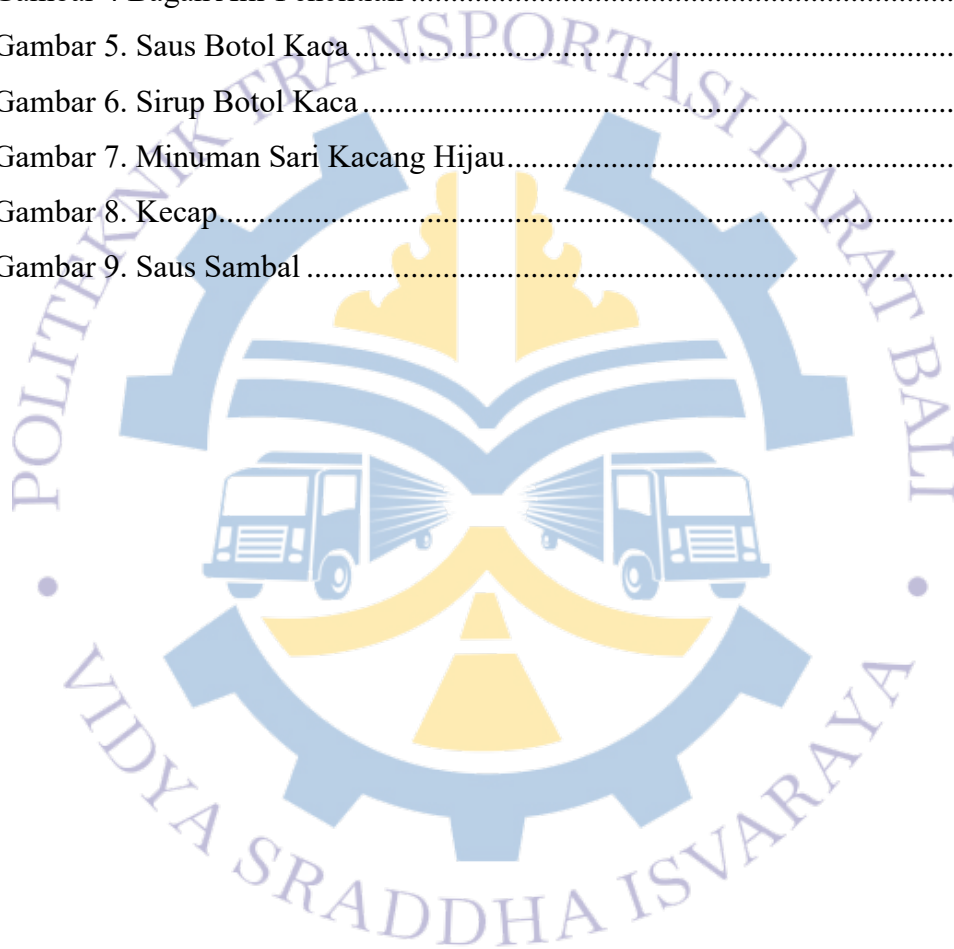 Gambar 5. Saus Botol Kaca
Gambar 6. Sirup Botol Kaca
Gambar 7. Minuman Sari Kacang Hijau
Gambar 8. Kecap
Gambar 9. Saus Sambal
POLITEKNIK TRANSPORTASI DARAT BALI
VIDYA SRADDHA ISVARAYA